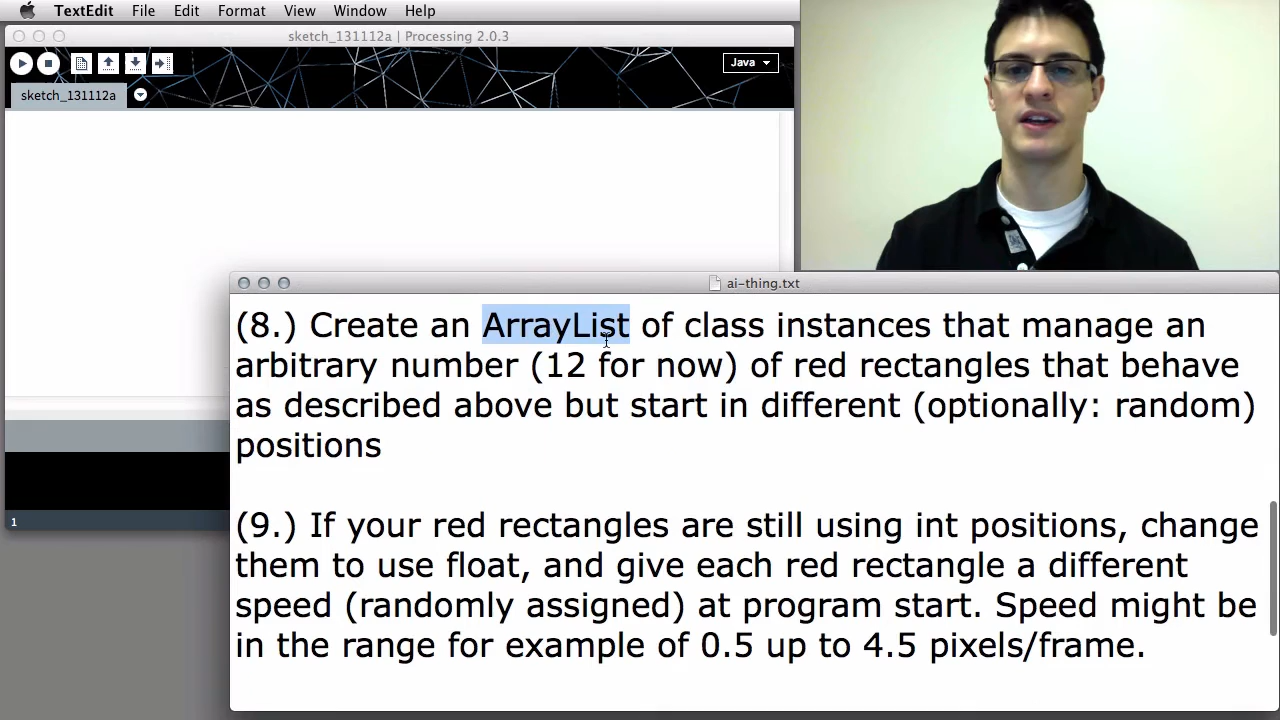 TextEdit File Edit Format View Window Help
sketch_131112a | Processing 2.0.3
Java
sketch_131112a
1
ai-thing.txt
(8.) Create an ArrayList of class instances that manage an
arbitrary number (12 for now) of red rectangles that behave
as described above but start in different (optionally: random)
positions
(9.) If your red rectangles are still using int positions, change
them to use float, and give each red rectangle a different
speed (randomly assigned) at program start. Speed might be
in the range for example of 0.5 up to 4.5 pixels/frame.